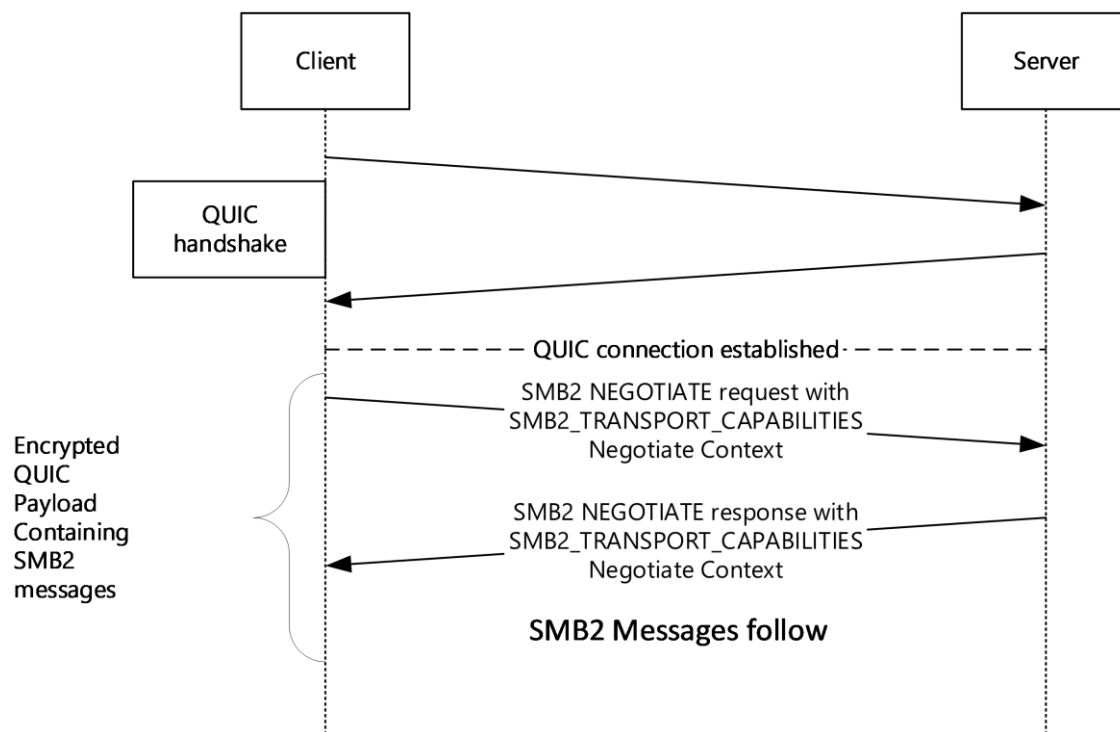 Client
Server
QUIC
handshake
QUIC connection established
SMB2 NEGOTIATE request with
SMB2_TRANSPORT_CAPABILITIES
Negotiate Context
Encrypted
QUIC
Payload
Containing
SMB2
messages
SMB2 NEGOTIATE response with
SMB2_TRANSPORT_CAPABILITIES
Negotiate Context
SMB2 Messages follow